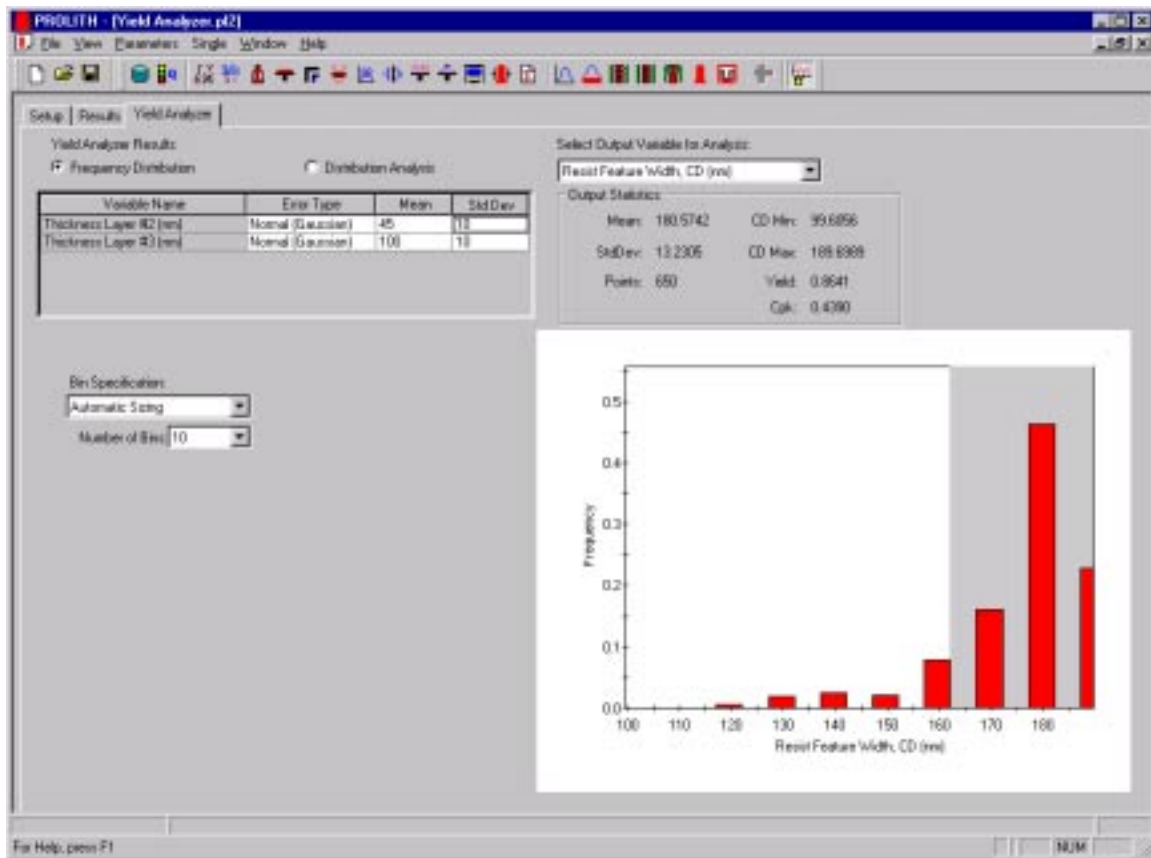 PROLITH - [Yield Analyzer.pl2]
File View Parameters Single Window Help
Setup Results Yield Analyzer
Yield Analyzer Results:
Frequency Distribution Distribution Analysis
Variable Name Error Type Mean Std Dev
Thickness Layer #2 (nm) Normal (Gaussian) 45 10
Thickness Layer #3 (nm) Normal (Gaussian) 100 10
Select Output Variable for Analysis:
Resist Feature Width, CD (nm)
Output Statistics
Mean: 180.5742 CD Min: 99.6856
StdDev: 13.2305 CD Max: 189.6989
Points: 650 Yield: 0.8641
Cpk: 0.4390
Bin Specification:
Automatic Sizing
Number of Bins: 10
Frequency
0.5
0.4
0.3
0.2
0.1
0.0
100 110 120 130 140 150 160 170 180
Resist Feature Width, CD (nm)
For Help, press F1
NUM